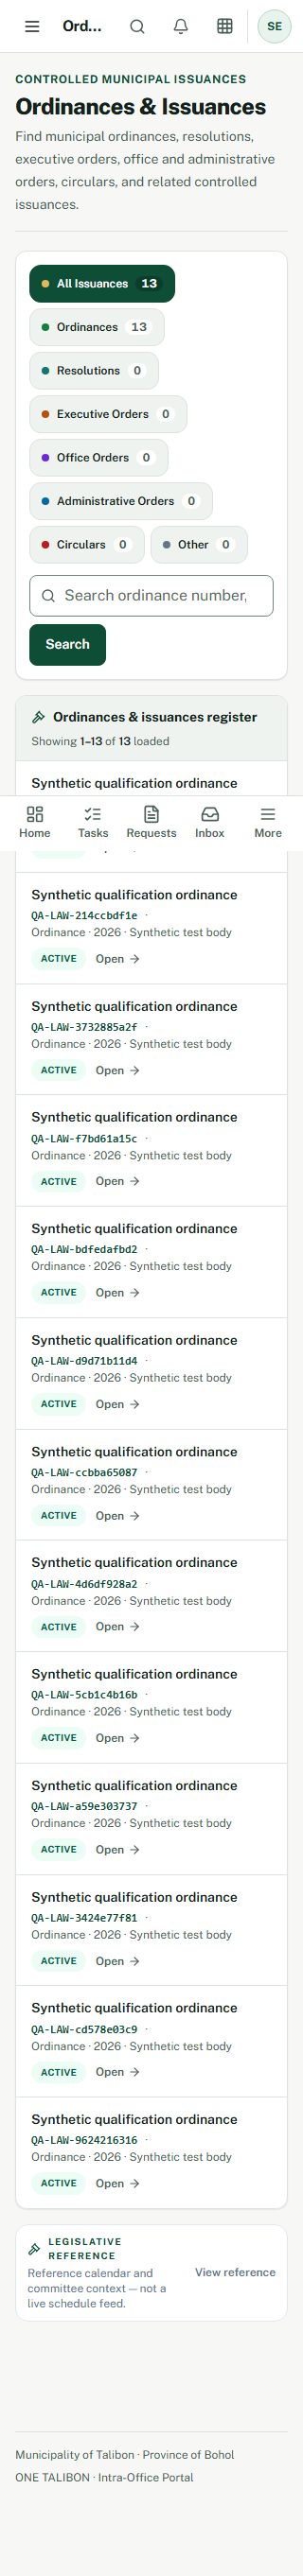 Ord...
SE
CONTROLLED MUNICIPAL ISSUANCES
Ordinances & Issuances
Find municipal ordinances, resolutions,
executive orders, office and administrative
orders, circulars, and related controlled
issuances.
All Issuances 13
Ordinances 13
Resolutions 0
Executive Orders 0
Office Orders 0
Administrative Orders 0
Circulars 0 Other 0
Search ordinance number,
Search
Ordinances & issuances register
Showing 1–13 of 13 loaded
Synthetic qualification ordinance
Home Tasks Requests Inbox More
Synthetic qualification ordinance
QA-LAW-214ccbdf1e ·
Ordinance · 2026 · Synthetic test body
ACTIVE Open →
Synthetic qualification ordinance
QA-LAW-3732885a2f ·
Ordinance · 2026 · Synthetic test body
ACTIVE Open →
Synthetic qualification ordinance
QA-LAW-f7bd61a15c ·
Ordinance · 2026 · Synthetic test body
ACTIVE Open →
Synthetic qualification ordinance
QA-LAW-bdfedafbd2 ·
Ordinance · 2026 · Synthetic test body
ACTIVE Open →
Synthetic qualification ordinance
QA-LAW-d9d71b11d4 ·
Ordinance · 2026 · Synthetic test body
ACTIVE Open →
Synthetic qualification ordinance
QA-LAW-ccbba65087 ·
Ordinance · 2026 · Synthetic test body
ACTIVE Open →
Synthetic qualification ordinance
QA-LAW-4d6df928a2 ·
Ordinance · 2026 · Synthetic test body
ACTIVE Open →
Synthetic qualification ordinance
QA-LAW-5cb1c4b16b ·
Ordinance · 2026 · Synthetic test body
ACTIVE Open →
Synthetic qualification ordinance
QA-LAW-a59e303737 ·
Ordinance · 2026 · Synthetic test body
ACTIVE Open →
Synthetic qualification ordinance
QA-LAW-3424e77f81 ·
Ordinance · 2026 · Synthetic test body
ACTIVE Open →
Synthetic qualification ordinance
QA-LAW-cd578e03c9 ·
Ordinance · 2026 · Synthetic test body
ACTIVE Open →
Synthetic qualification ordinance
QA-LAW-9624216316 ·
Ordinance · 2026 · Synthetic test body
ACTIVE Open →
LEGISLATIVE
REFERENCE
Reference calendar and
committee context — not a
live schedule feed.
View reference
Municipality of Talibon · Province of Bohol
ONE TALIBON · Intra-Office Portal